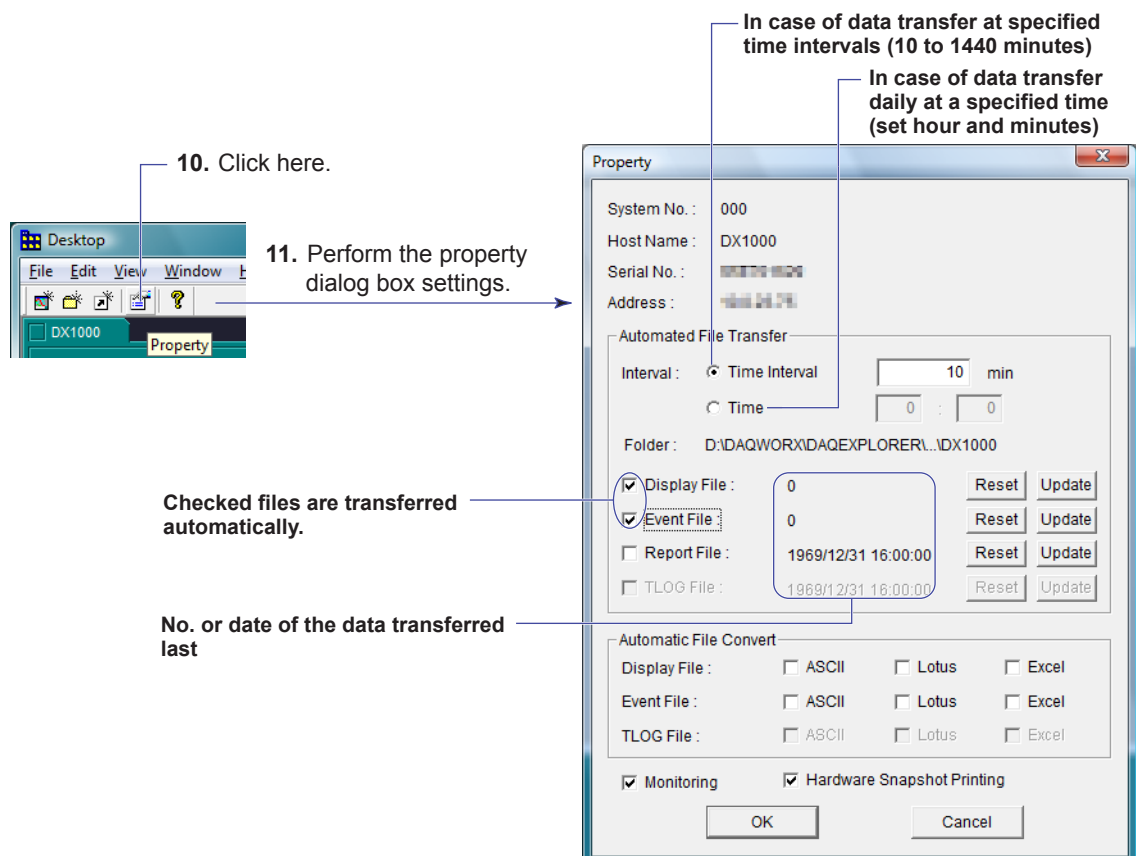 In case of data transfer at specified
time intervals (10 to 1440 minutes)
In case of data transfer
daily at a specified time
(set hour and minutes)
10. Click here.
Desktop
File Edit View Window
DX1000
Property
11. Perform the property
dialog box settings.
Property
System No. : 000
Host Name : DX1000
Serial No. :
Address :
Automated File Transfer
Interval : Time Interval 10 min
Time 0 : 0
Folder : D:\DAQWORX\DAQEXPLORER\...\DX1000
Display File : 0 Reset Update
Event File : 0 Reset Update
Report File : 1969/12/31 16:00:00 Reset Update
TLOG File : 1969/12/31 16:00:00 Reset Update
Checked files are transferred
automatically.
No. or date of the data transferred
last
Automatic File Convert
Display File : ASCII Lotus Excel
Event File : ASCII Lotus Excel
TLOG File : ASCII Lotus Excel
Monitoring Hardware Snapshot Printing
OK Cancel